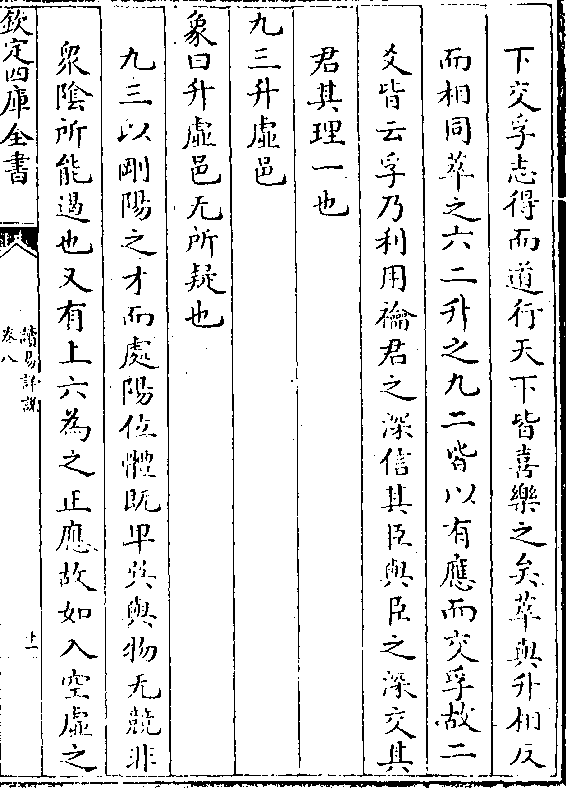 下交孚志得而道行天下皆喜樂之矣萃與升相反
而相同萃之六二升之九二皆以有應而交孚故二
爻皆云孚乃利用禴君之深信其臣與臣之深交其
君其理一也
九三升虛邑
象曰升虛邑无所疑也
九三以剛陽之才而處陽位體既卑巽與物无競非
衆陰所能遏也又有上六為之正應故如入空虛之
欽定四庫全書
讀易詳說
卷八